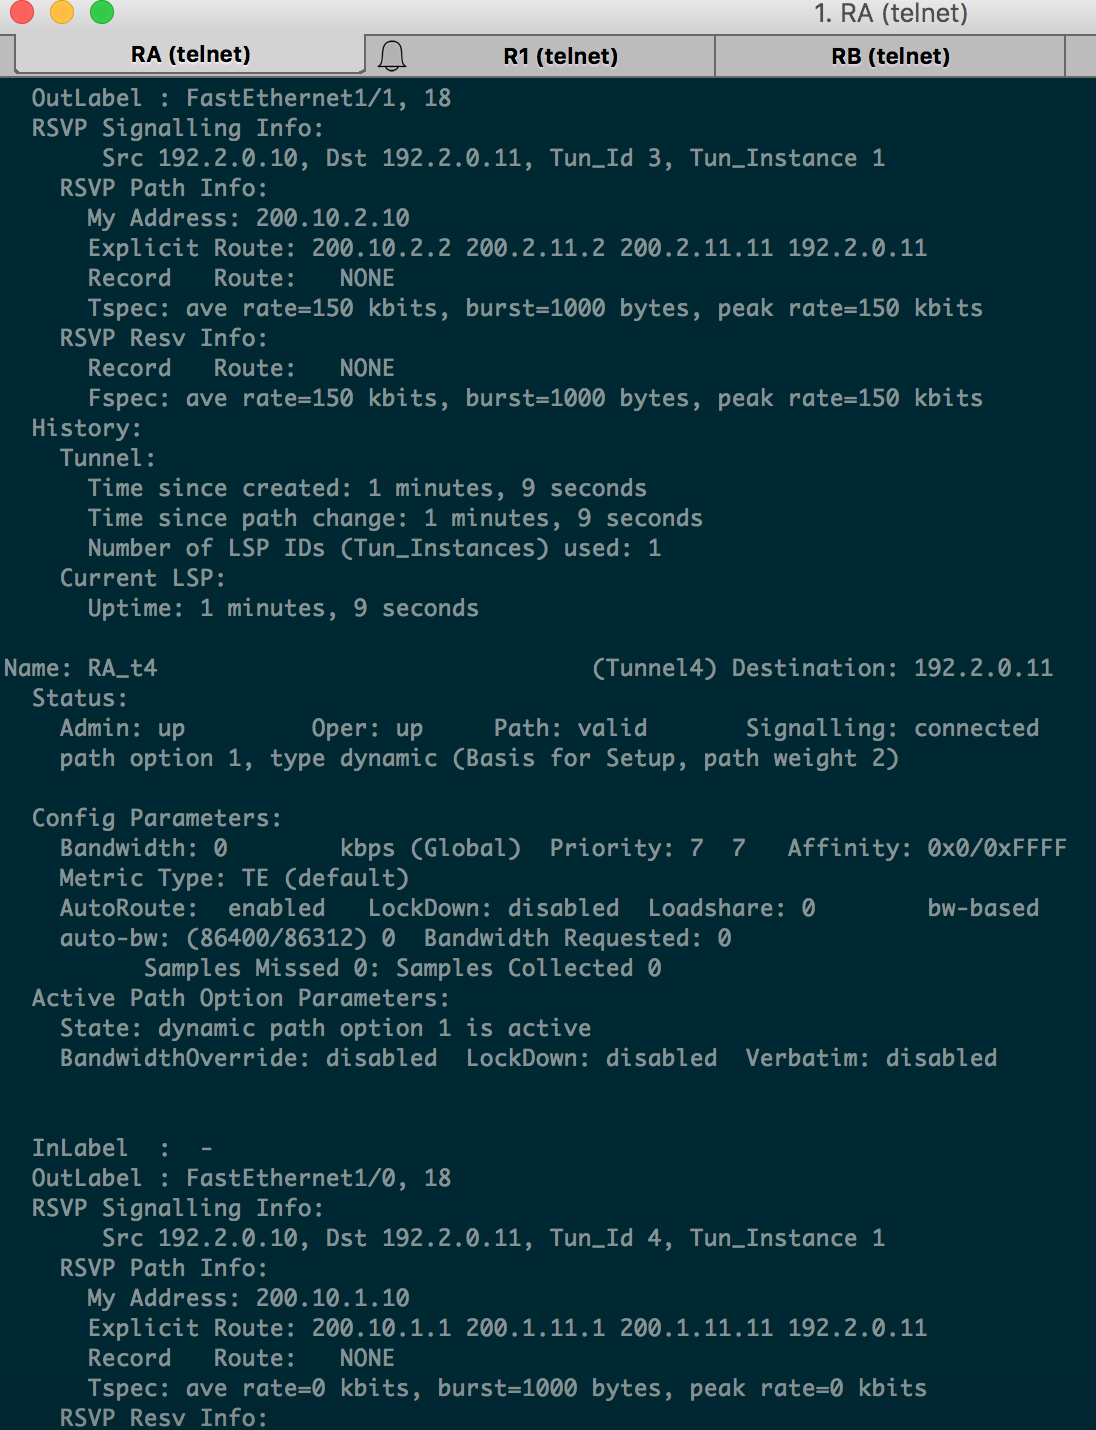 1. RA (telnet)
RA (telnet) R1 (telnet) RB (telnet)
OutLabel : FastEthernet1/1, 18
RSVP Signalling Info:
Src 192.2.0.10, Dst 192.2.0.11, Tun_Id 3, Tun_Instance 1
RSVP Path Info:
My Address: 200.10.2.10
Explicit Route: 200.10.2.2 200.2.11.2 200.2.11.11 192.2.0.11
Record Route: NONE
Tspec: ave rate=150 kbits, burst=1000 bytes, peak rate=150 kbits
RSVP Resv Info:
Record Route: NONE
Fspec: ave rate=150 kbits, burst=1000 bytes, peak rate=150 kbits
History:
Tunnel:
Time since created: 1 minutes, 9 seconds
Time since path change: 1 minutes, 9 seconds
Number of LSP IDs (Tun_Instances) used: 1
Current LSP:
Uptime: 1 minutes, 9 seconds
Name: RA_t4 (Tunnel4) Destination: 192.2.0.11
Status:
Admin: up Oper: up Path: valid Signalling: connected
path option 1, type dynamic (Basis for Setup, path weight 2)
Config Parameters:
Bandwidth: 0 kbps (Global) Priority: 7 7 Affinity: 0x0/0xFFFF
Metric Type: TE (default)
AutoRoute: enabled LockDown: disabled Loadshare: 0 bw-based
auto-bw: (86400/86312) 0 Bandwidth Requested: 0
Samples Missed 0: Samples Collected 0
Active Path Option Parameters:
State: dynamic path option 1 is active
BandwidthOverride: disabled LockDown: disabled Verbatim: disabled
InLabel : -
OutLabel : FastEthernet1/0, 18
RSVP Signalling Info:
Src 192.2.0.10, Dst 192.2.0.11, Tun_Id 4, Tun_Instance 1
RSVP Path Info:
My Address: 200.10.1.10
Explicit Route: 200.10.1.1 200.1.11.1 200.1.11.11 192.2.0.11
Record Route: NONE
Tspec: ave rate=0 kbits, burst=1000 bytes, peak rate=0 kbits
RSVP Resv Info: